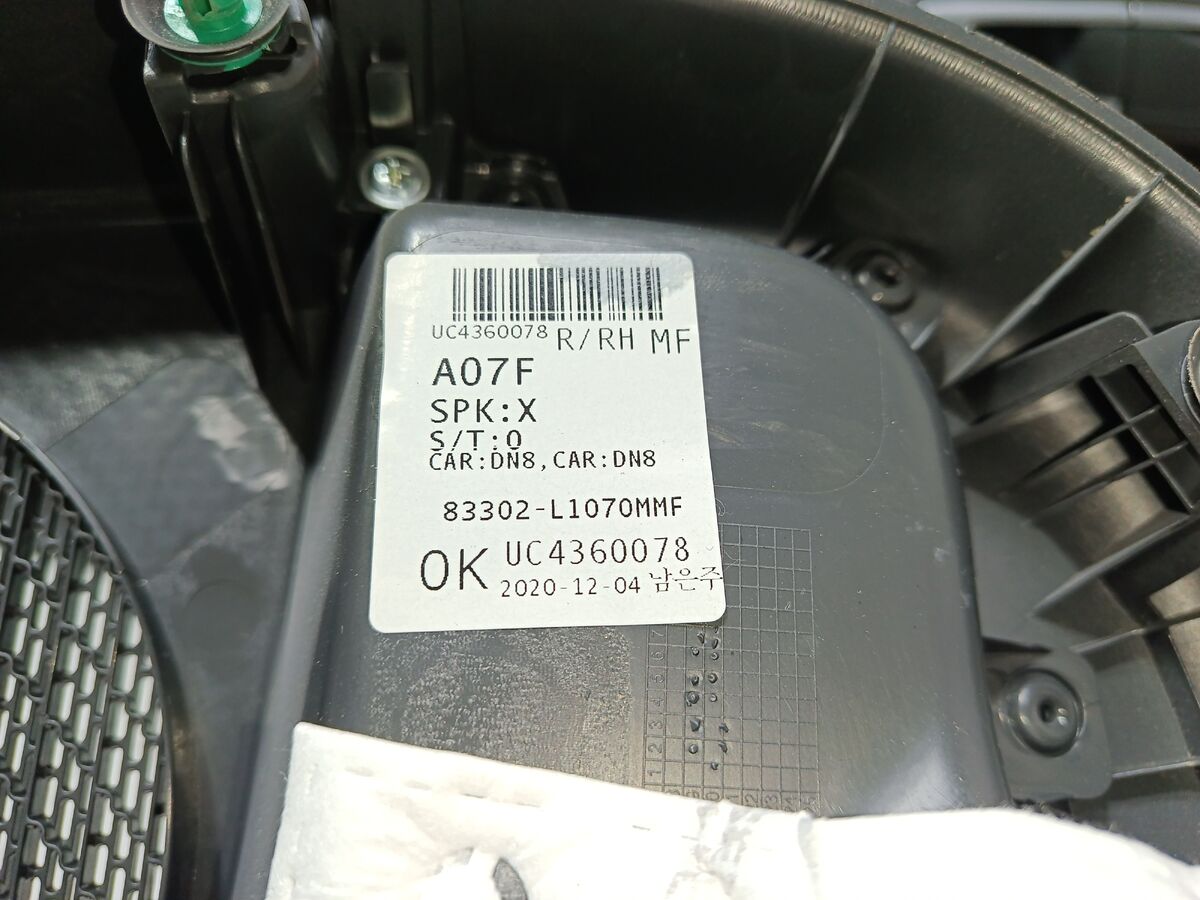 UC4360078 R/RH MF
A07F
SPK:X
S/T:O
CAR:DN8,CAR:DN8
83302-L1070MMF
OK UC4360078
2020-12-04 남은주